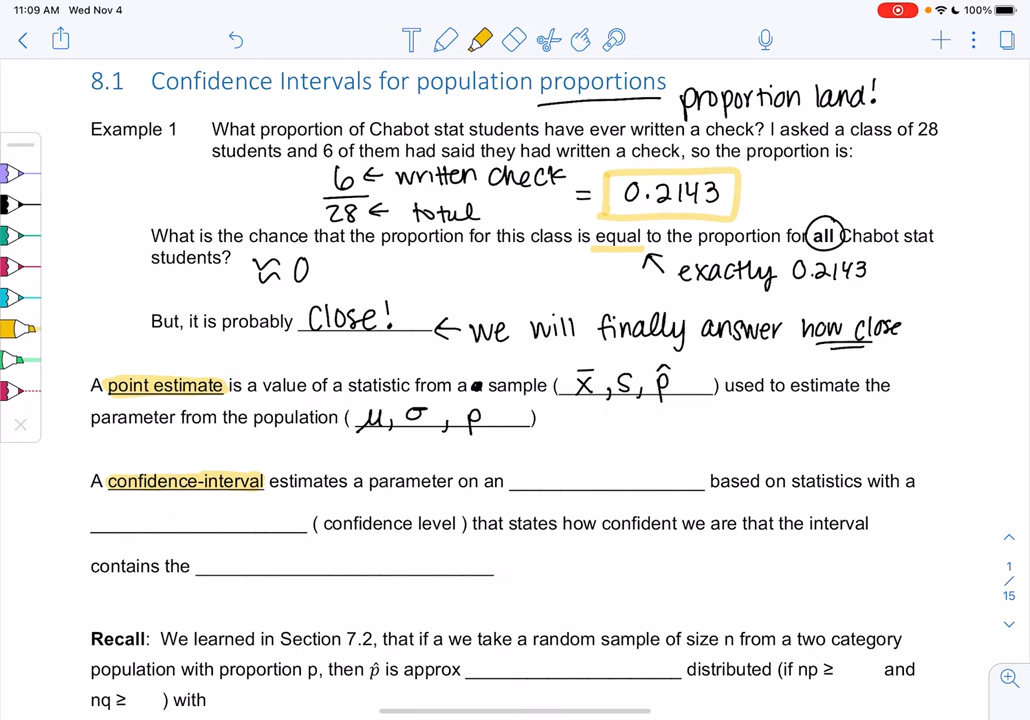 11:09 AM Wed Nov 4
100%
8.1 Confidence Intervals for population proportions
proportion land!
Example 1 What proportion of Chabot stat students have ever written a check? I asked a class of 28
students and 6 of them had said they had written a check, so the proportion is:
6 ← written check
28 ← total
= 0.2143
What is the chance that the proportion for this class is equal to the proportion for all Chabot stat
students? ≈ 0
exactly 0.2143
But, it is probably close! ← we will finally answer how close
A point estimate is a value of a statistic from a sample ( x̄, s, p̂ ) used to estimate the
parameter from the population ( μ, σ, p )
A confidence-interval estimates a parameter on an ____________________ based on statistics with a
______________________ ( confidence level ) that states how confident we are that the interval
contains the ______________________________
Recall: We learned in Section 7.2, that if a we take a random sample of size n from a two category
population with proportion p, then p̂ is approx ______________________ distributed (if np ≥ and
nq ≥ ) with
1
/
15